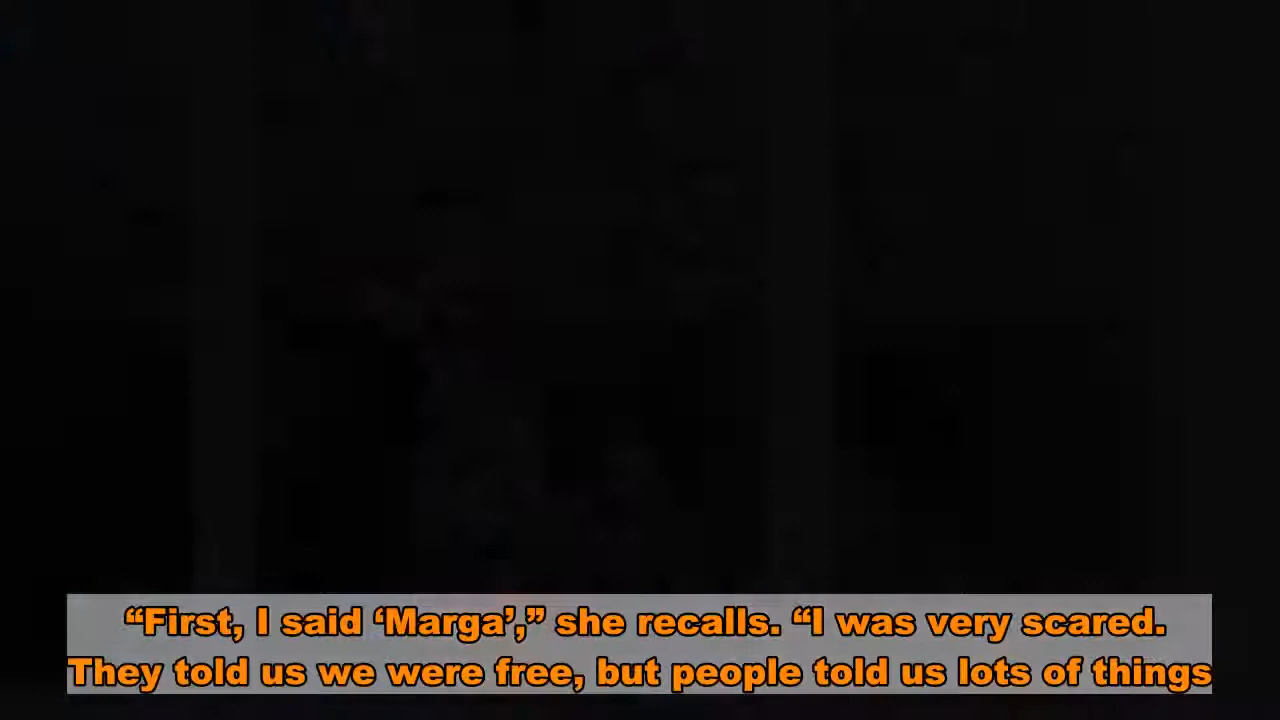 “First, I said ‘Marga’,” she recalls. “I was very scared.
They told us we were free, but people told us lots of things